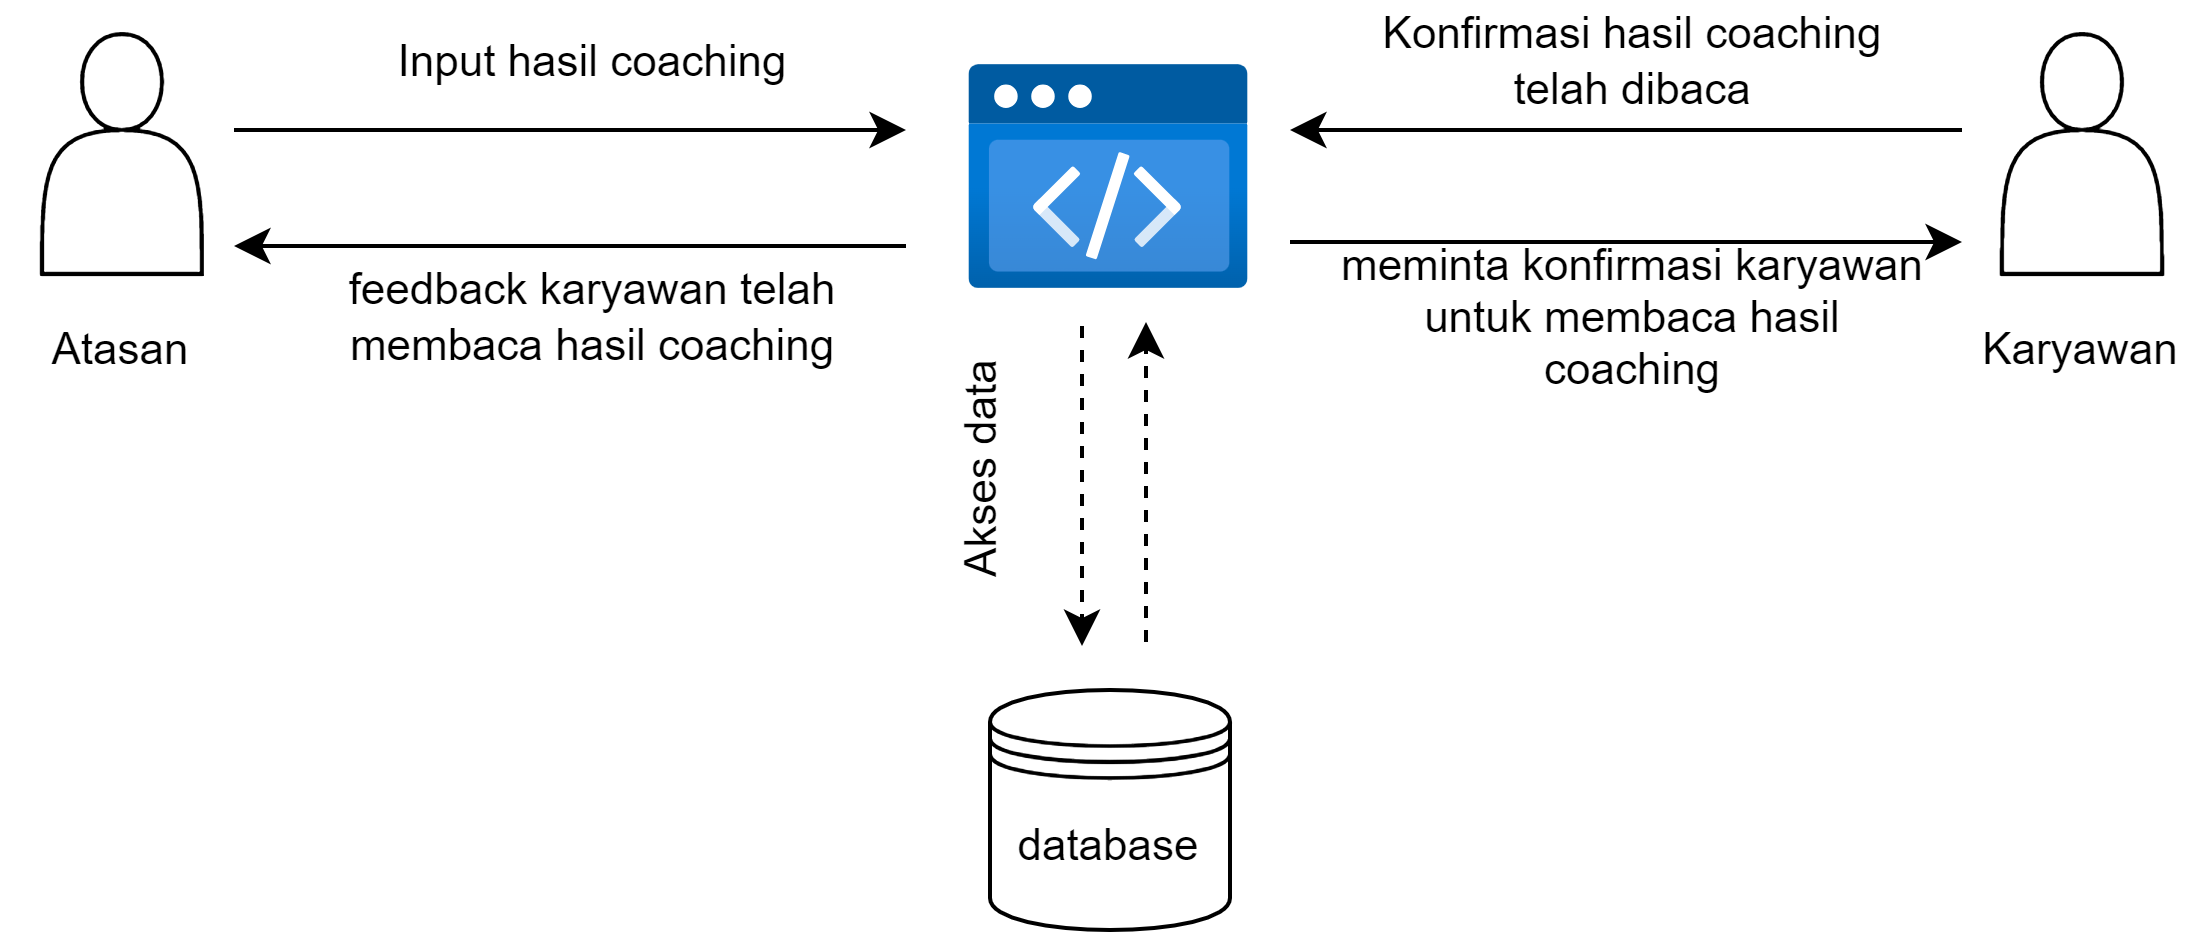 Input hasil coaching
feedback karyawan telah
membaca hasil coaching
Atasan
Konfirmasi hasil coaching
telah dibaca
meminta konfirmasi karyawan
untuk membaca hasil
coaching
Karyawan
Akses data
database